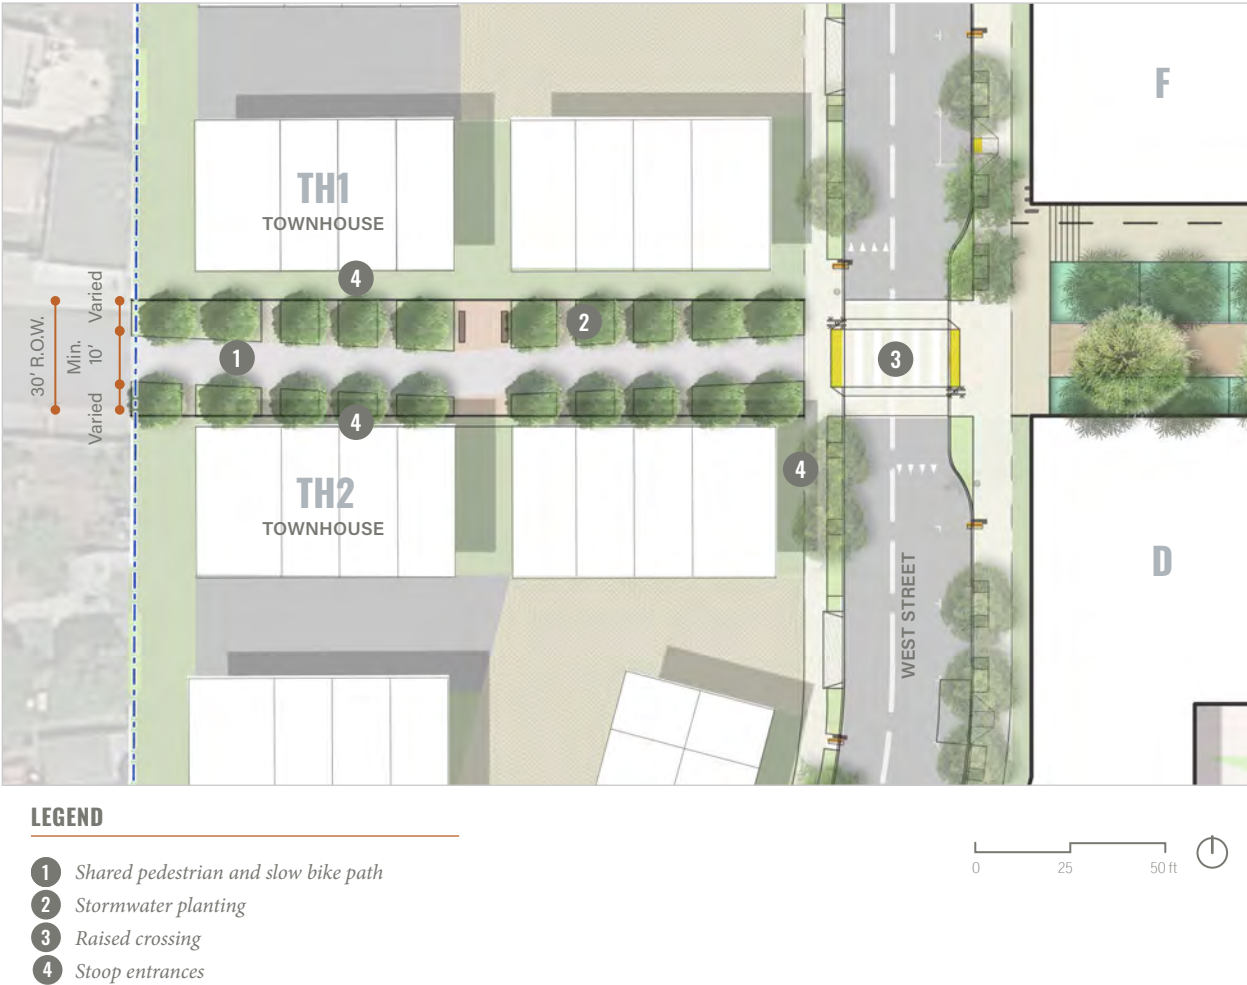 F
TH1
TOWNHOUSE
4
Varied
2
30' R.O.W.
Min.
10'
1
3
Varied
4
4
TH2
TOWNHOUSE
WEST STREET
D
LEGEND
1 Shared pedestrian and slow bike path
2 Stormwater planting
3 Raised crossing
4 Stoop entrances
0 25 50 ft